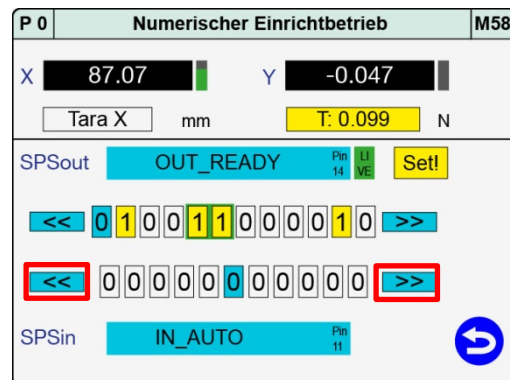 P 0 Numerischer Einrichtbetrieb M58
X 87.07 Y -0.047
Tara X mm T: 0.099 N
SPSout OUT_READY Pin 14 LI VE Set!
<< 0 1 0 0 1 1 0 0 0 0 1 0 >>
<< 0 0 0 0 0 0 0 0 0 0 0 0 >>
SPSin IN_AUTO Pin 11